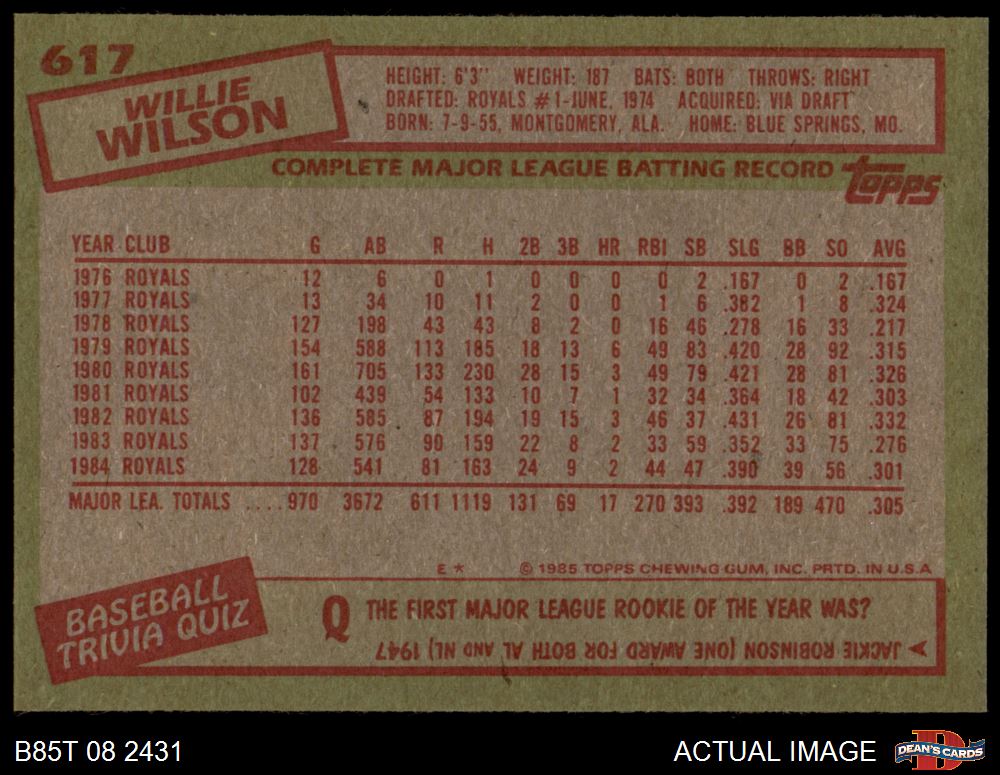 617
WILLIE
WILSON
HEIGHT: 6'3" WEIGHT: 187 BATS: BOTH THROWS: RIGHT
DRAFTED: ROYALS #1-JUNE, 1974 ACQUIRED: VIA DRAFT
BORN: 7-9-55, MONTGOMERY, ALA. HOME: BLUE SPRINGS, MO.
COMPLETE MAJOR LEAGUE BATTING RECORD topps
YEAR CLUB G AB R H 2B 3B HR RBI SB SLG BB SO AVG
1976 ROYALS 12 6 0 1 0 0 0 0 2 .167 0 2 .167
1977 ROYALS 13 34 10 11 2 0 0 1 6 .382 1 8 .324
1978 ROYALS 127 198 43 43 8 2 0 16 46 .278 16 33 .217
1979 ROYALS 154 588 113 185 18 13 6 49 83 .420 28 92 .315
1980 ROYALS 161 705 133 230 28 15 3 49 79 .421 28 81 .326
1981 ROYALS 102 439 54 133 10 7 1 32 34 .364 18 42 .303
1982 ROYALS 136 585 87 194 19 15 3 46 37 .431 26 81 .332
1983 ROYALS 137 576 90 159 22 8 2 33 59 .352 33 75 .276
1984 ROYALS 128 541 81 163 24 9 2 44 47 .390 39 56 .301
MAJOR LEA. TOTALS .... 970 3672 611 1119 131 69 17 270 393 .392 189 470 .305
E * © 1985 TOPPS CHEWING GUM, INC. PRTD. IN U.S.A
BASEBALL
TRIVIA QUIZ
Q THE FIRST MAJOR LEAGUE ROOKIE OF THE YEAR WAS?
A JACKIE ROBINSON (ONE AWARD FOR BOTH AL AND NL) 1947
B85T 08 2431
ACTUAL IMAGE
DEAN'S CARDS